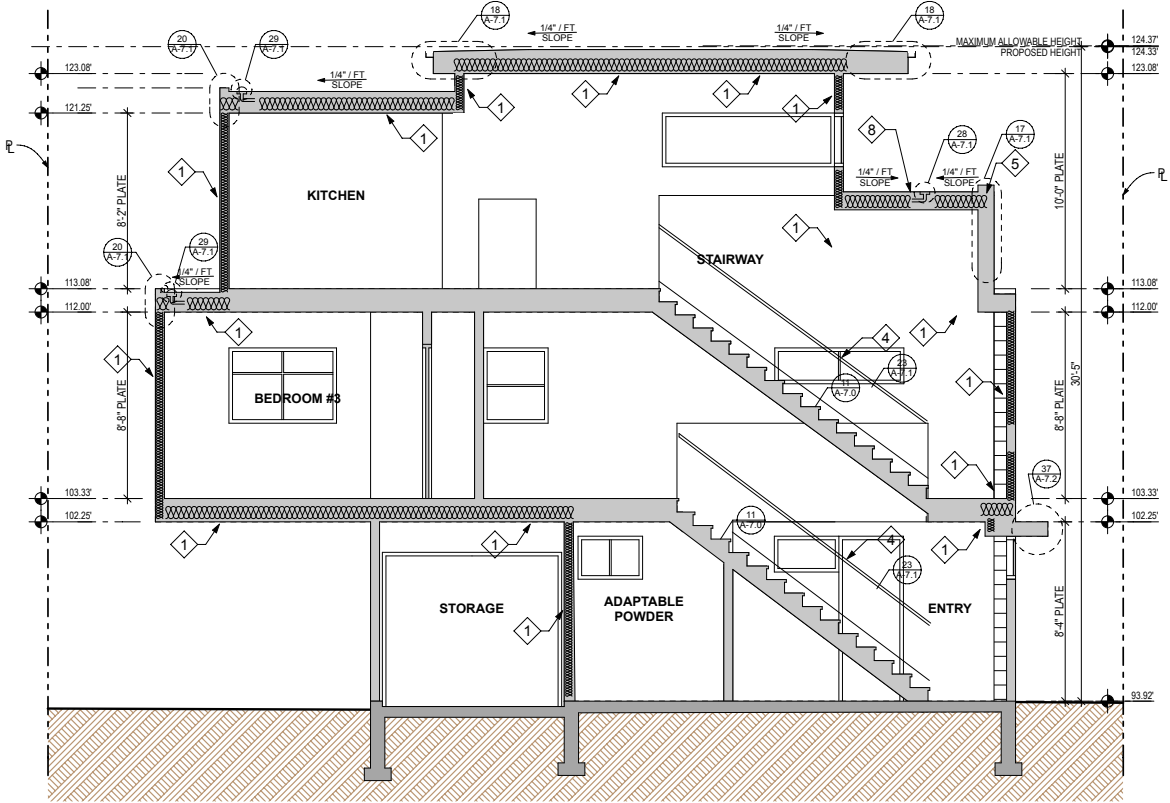 18
A-7.1
18
A-7.1
1/4" / FT
SLOPE
1/4" / FT
SLOPE
20
A-7.1
29
A-7.1
MAXIMUM ALLOWABLE HEIGHT
124.37'
PROPOSED HEIGHT
124.33'
123.08'
123.08'
1/4" / FT
SLOPE
121.25'
1
1
1
1
1
8
28
A-7.1
17
A-7.1
5
1/4" / FT
SLOPE
1/4" / FT
SLOPE
℄
℄
1
8'-2" PLATE
10'-0" PLATE
KITCHEN
1
STAIRWAY
20
A-7.1
29
A-7.1
1/4" / FT
SLOPE
113.08'
113.08'
112.00'
112.00'
1
1
1
4
23
A-7.1
11
A-7.0
1
BEDROOM #3
8'-8" PLATE
8'-8" PLATE
30'-5"
1
37
A-7.2
103.33'
103.33'
102.25'
102.25'
1
1
11
A-7.0
4
1
23
A-7.1
STORAGE
ADAPTABLE
POWDER
ENTRY
1
8'-4" PLATE
93.92'